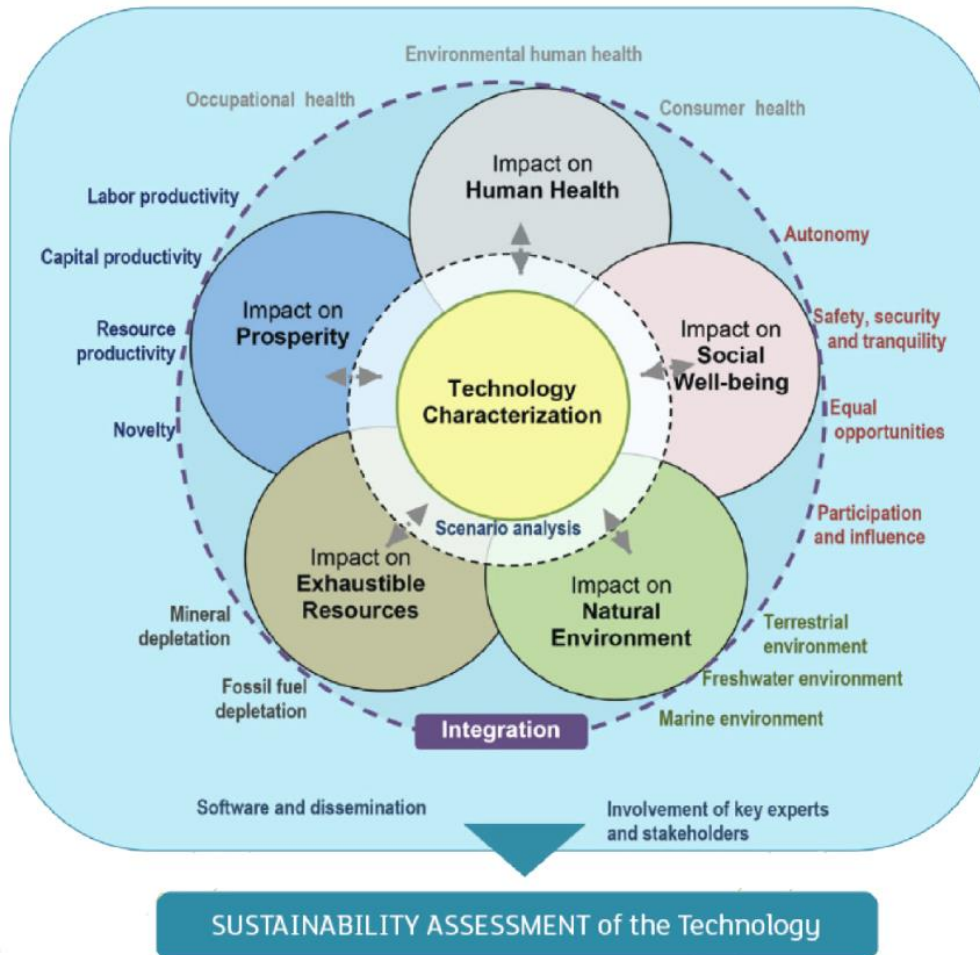 Environmental human health
Occupational health
Consumer health
Impact on
Human Health
Labor productivity
Capital productivity
Resource
productivity
Novelty
Impact on
Prosperity
Autonomy
Safety, security
and tranquility
Equal
opportunities
Participation
and influence
Impact on
Social
Well-being
Technology
Characterization
Scenario analysis
Impact on
Exhaustible
Resources
Impact on
Natural
Environment
Mineral
depletation
Fossil fuel
depletation
Terrestrial
environment
Freshwater environment
Marine environment
Integration
Software and dissemination
Involvement of key experts
and stakeholders
SUSTAINABILITY ASSESSMENT of the Technology